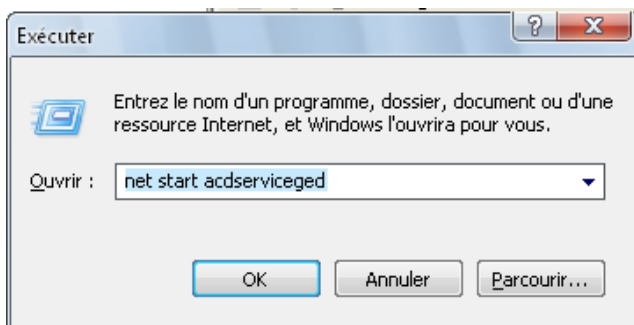 Exécuter
Entrez le nom d'un programme, dossier, document ou d'une
ressource Internet, et Windows l'ouvrira pour vous.
Ouvrir : net start acdserviceged
OK Annuler Parcourir...